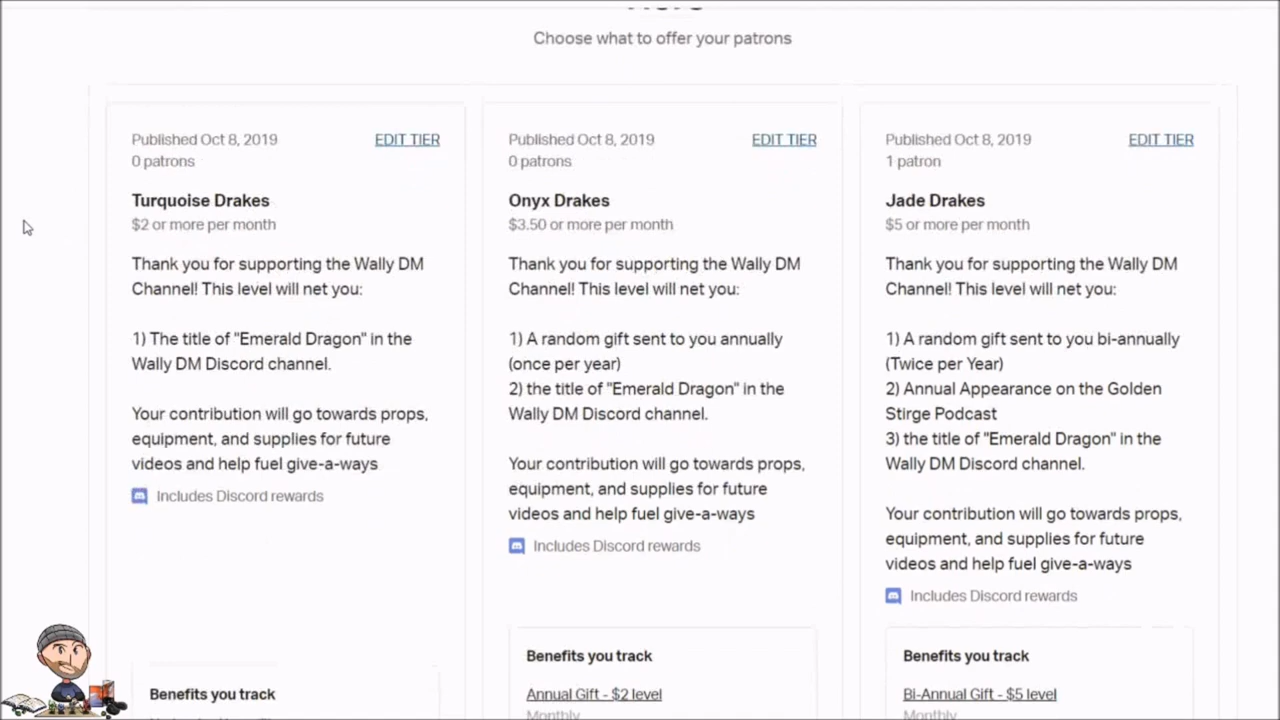 Choose what to offer your patrons
Published Oct 8, 2019
EDIT TIER
0 patrons
Turquoise Drakes
$2 or more per month
Thank you for supporting the Wally DM
Channel! This level will net you:
1) The title of "Emerald Dragon" in the
Wally DM Discord channel.
Your contribution will go towards props,
equipment, and supplies for future
videos and help fuel give-a-ways
Includes Discord rewards
Benefits you track
Published Oct 8, 2019
EDIT TIER
0 patrons
Onyx Drakes
$3.50 or more per month
Thank you for supporting the Wally DM
Channel! This level will net you:
1) A random gift sent to you annually
(once per year)
2) the title of "Emerald Dragon" in the
Wally DM Discord channel.
Your contribution will go towards props,
equipment, and supplies for future
videos and help fuel give-a-ways
Includes Discord rewards
Benefits you track
Annual Gift - $2 level
Monthly
Published Oct 8, 2019
EDIT TIER
1 patron
Jade Drakes
$5 or more per month
Thank you for supporting the Wally DM
Channel! This level will net you:
1) A random gift sent to you bi-annually
(Twice per Year)
2) Annual Appearance on the Golden
Stirge Podcast
3) the title of "Emerald Dragon" in the
Wally DM Discord channel.
Your contribution will go towards props,
equipment, and supplies for future
videos and help fuel give-a-ways
Includes Discord rewards
Benefits you track
Bi-Annual Gift - $5 level
Monthly